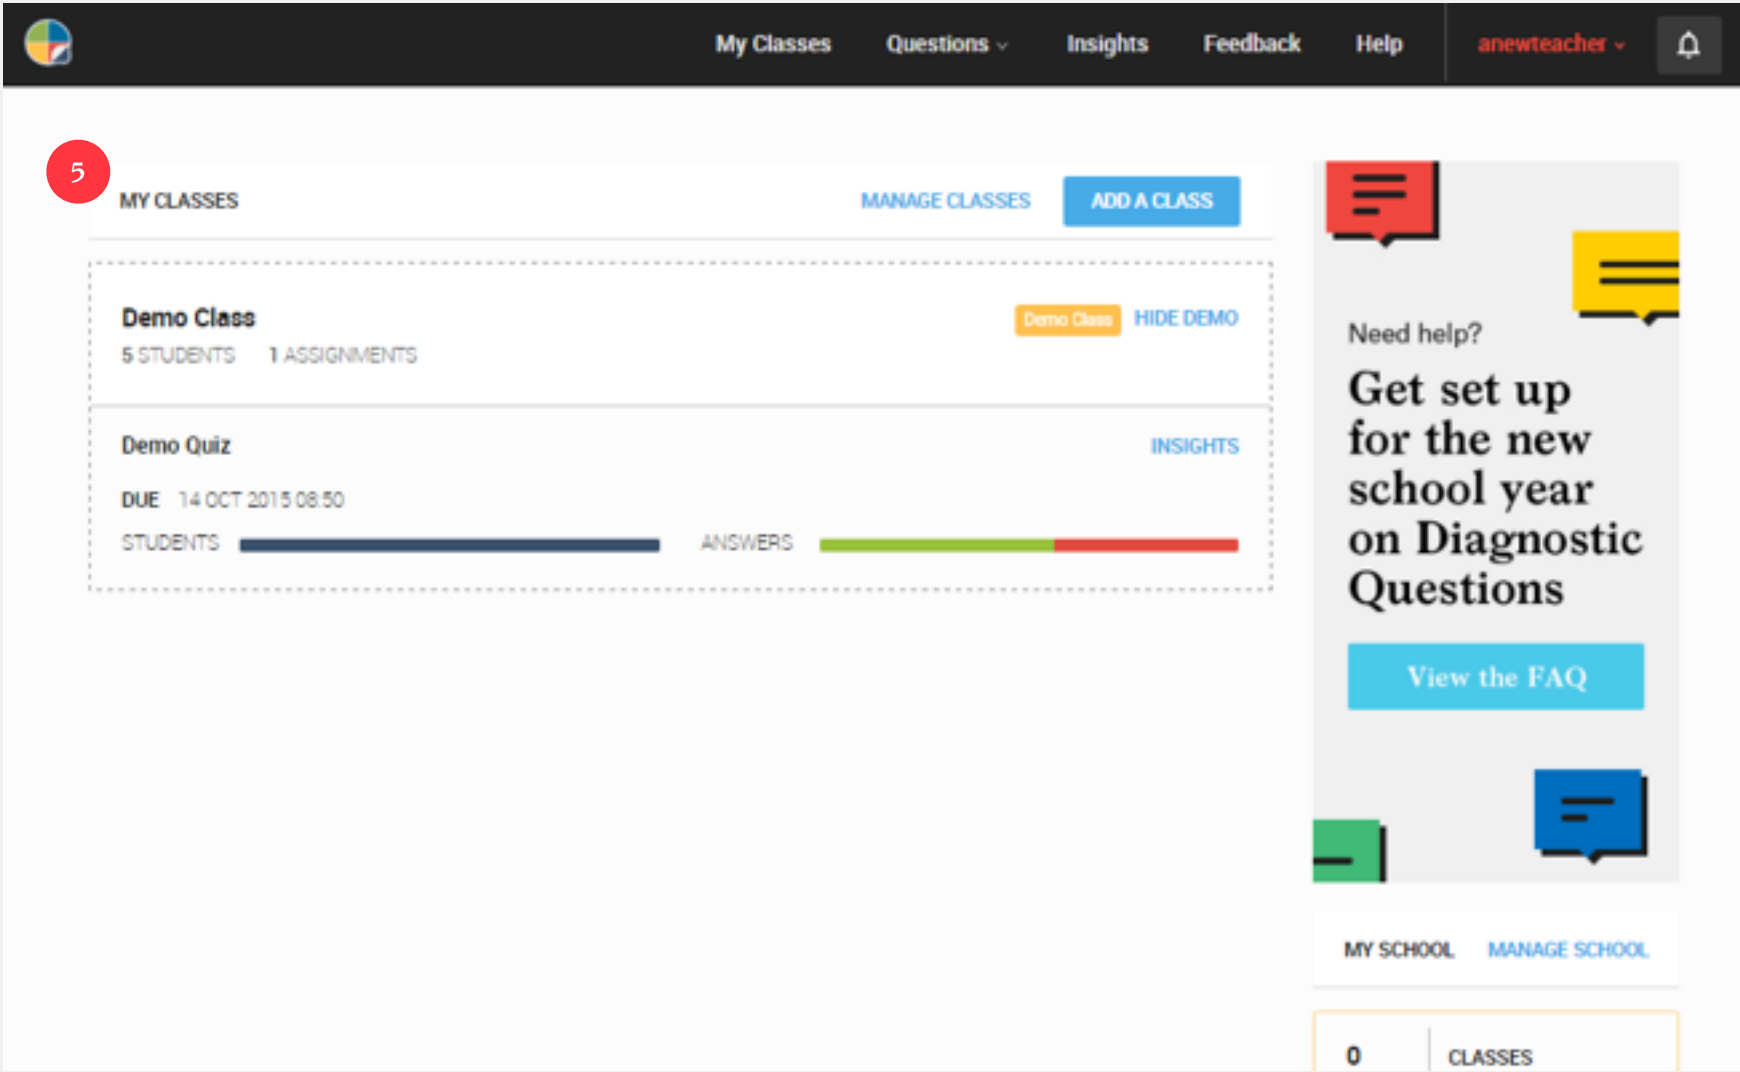 My Classes Questions Insights Feedback Help anewteacher
5
MY CLASSES MANAGE CLASSES ADD A CLASS
Demo Class Demo Class HIDE DEMO
5 STUDENTS 1 ASSIGNMENTS
Demo Quiz INSIGHTS
DUE 14 OCT 2015 08:50
STUDENTS ANSWERS
Need help?
Get set up
for the new
school year
on Diagnostic
Questions
View the FAQ
MY SCHOOL MANAGE SCHOOL
0 CLASSES